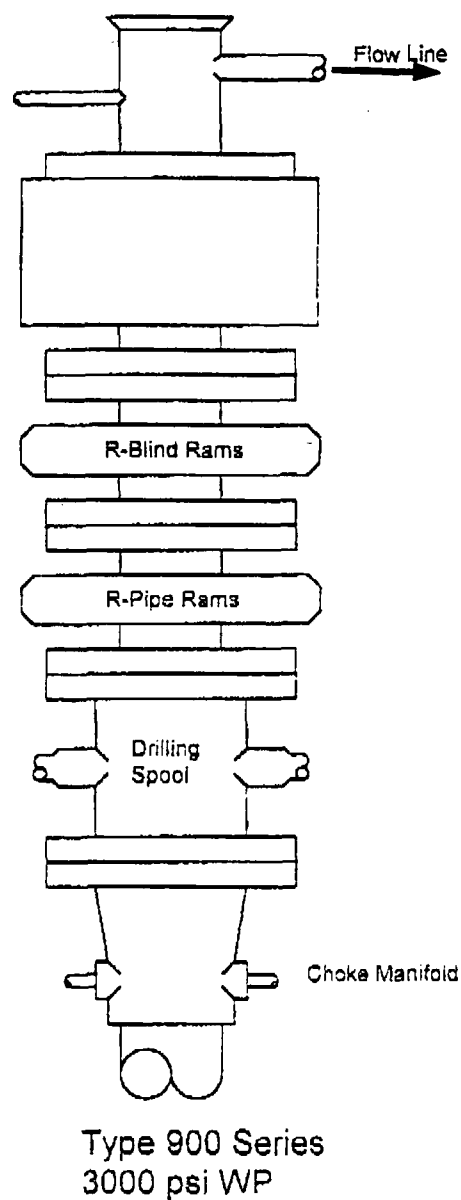 Flow Line
R-Blind Rams
R-Pipe Rams
Drilling
Spool
Choke Manifold
Type 900 Series
3000 psi WP